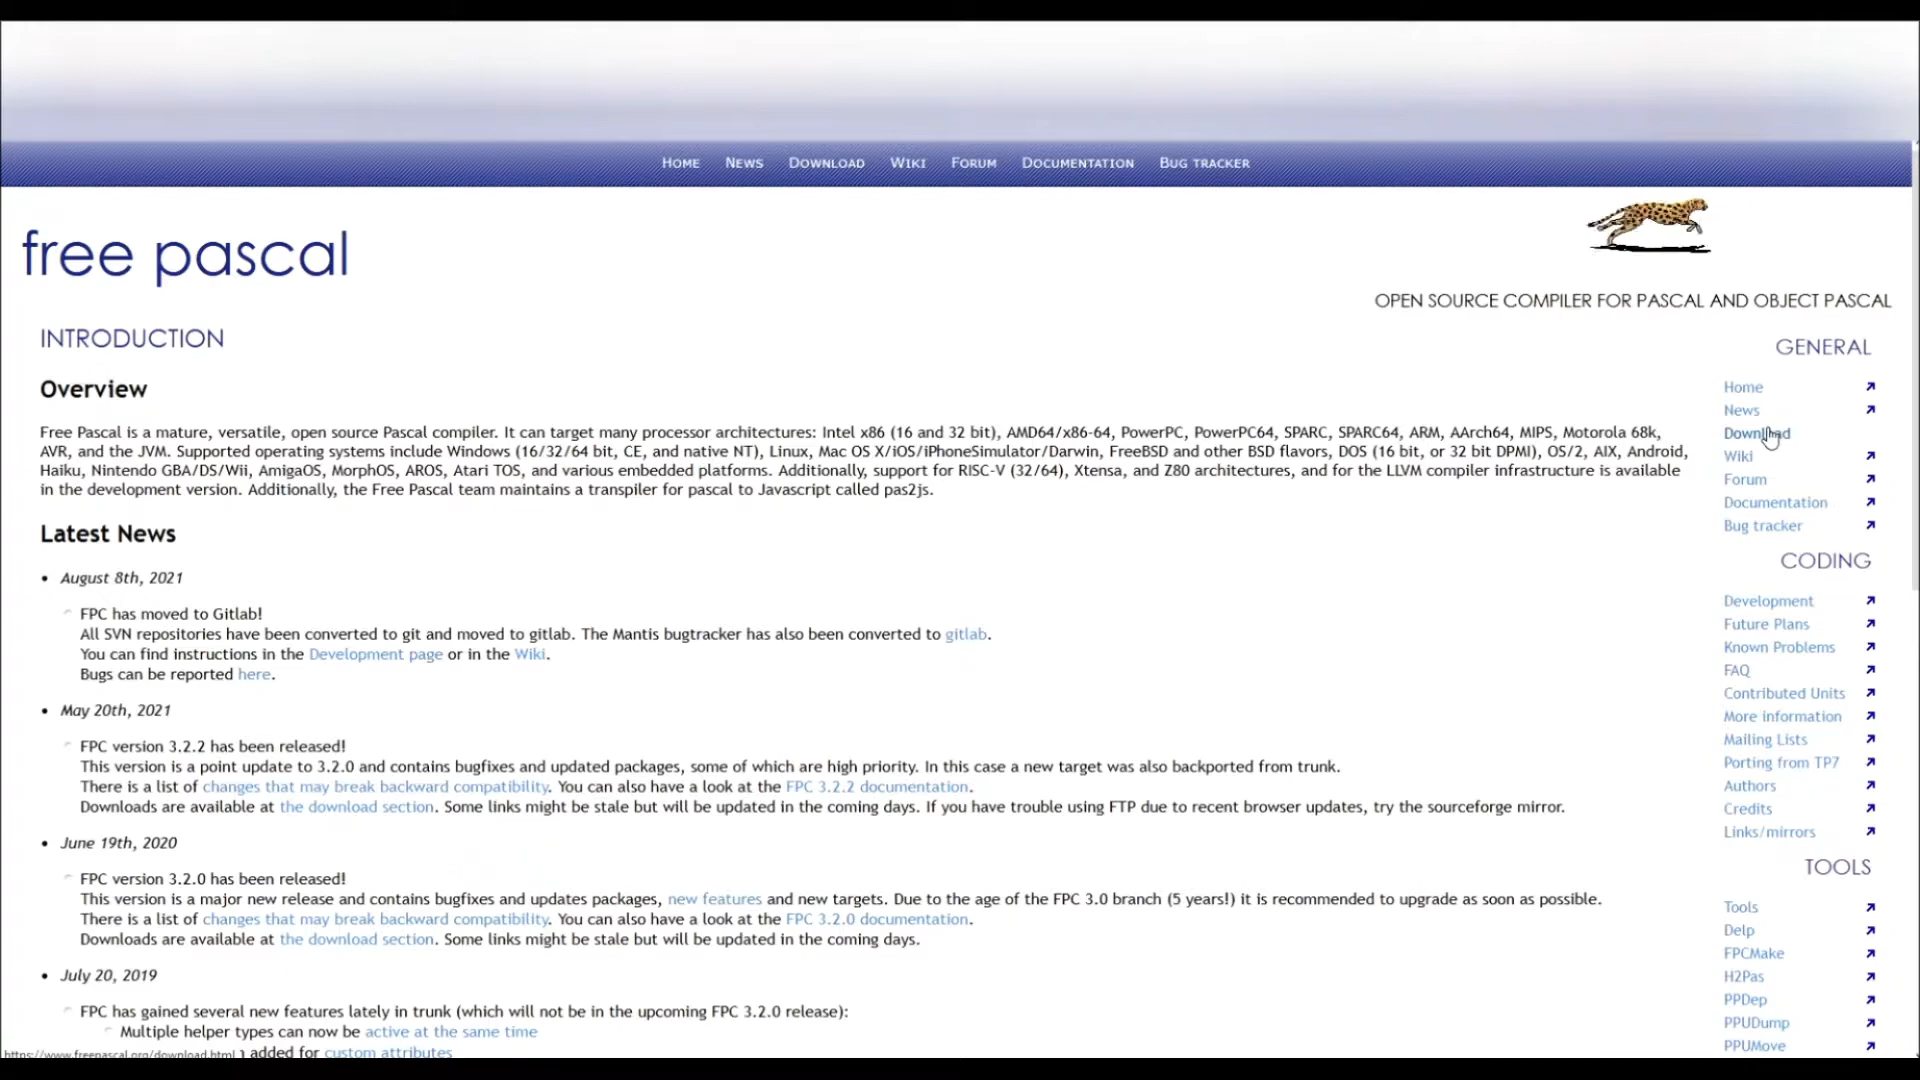 HOME NEWS DOWNLOAD WIKI FORUM DOCUMENTATION BUG TRACKER
free pascal
OPEN SOURCE COMPILER FOR PASCAL AND OBJECT PASCAL
INTRODUCTION
Overview
Free Pascal is a mature, versatile, open source Pascal compiler. It can target many processor architectures: Intel x86 (16 and 32 bit), AMD64/x86-64, PowerPC, PowerPC64, SPARC, SPARC64, ARM, AArch64, MIPS, Motorola 68k,
AVR, and the JVM. Supported operating systems include Windows (16/32/64 bit, CE, and native NT), Linux, Mac OS X/iOS/iPhoneSimulator/Darwin, FreeBSD and other BSD flavors, DOS (16 bit, or 32 bit DPMI), OS/2, AIX, Android,
Haiku, Nintendo GBA/DS/Wii, AmigaOS, MorphOS, AROS, Atari TOS, and various embedded platforms. Additionally, support for RISC-V (32/64), Xtensa, and Z80 architectures, and for the LLVM compiler infrastructure is available
in the development version. Additionally, the Free Pascal team maintains a transpiler for pascal to Javascript called pas2js.
Latest News
August 8th, 2021
FPC has moved to Gitlab!
All SVN repositories have been converted to git and moved to gitlab. The Mantis bugtracker has also been converted to gitlab.
You can find instructions in the Development page or in the Wiki.
Bugs can be reported here.
May 20th, 2021
FPC version 3.2.2 has been released!
This version is a point update to 3.2.0 and contains bugfixes and updated packages, some of which are high priority. In this case a new target was also backported from trunk.
There is a list of changes that may break backward compatibility. You can also have a look at the FPC 3.2.2 documentation.
Downloads are available at the download section. Some links might be stale but will be updated in the coming days. If you have trouble using FTP due to recent browser updates, try the sourceforge mirror.
June 19th, 2020
FPC version 3.2.0 has been released!
This version is a major new release and contains bugfixes and updates packages, new features and new targets. Due to the age of the FPC 3.0 branch (5 years!) it is recommended to upgrade as soon as possible.
There is a list of changes that may break backward compatibility. You can also have a look at the FPC 3.2.0 documentation.
Downloads are available at the download section. Some links might be stale but will be updated in the coming days.
July 20, 2019
FPC has gained several new features lately in trunk (which will not be in the upcoming FPC 3.2.0 release):
Multiple helper types can now be active at the same time
added for custom attributes
https://www.freepascal.org/download.html
GENERAL
Home
News
Download
Wiki
Forum
Documentation
Bug tracker
CODING
Development
Future Plans
Known Problems
FAQ
Contributed Units
More information
Mailing Lists
Porting from TP7
Authors
Credits
Links/mirrors
TOOLS
Tools
Delp
FPCMake
H2Pas
PPDep
PPUDump
PPUMove